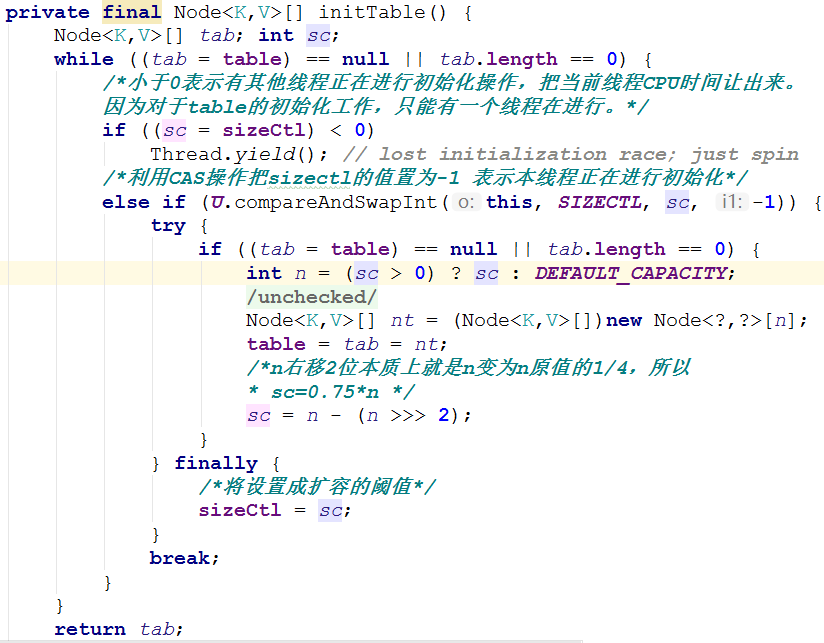 private final Node<K,V>[] initTable() {
Node<K,V>[] tab; int sc;
while ((tab = table) == null || tab.length == 0) {
/*小于0表示有其他线程正在进行初始化操作，把当前线程CPU时间让出来。
因为对于table的初始化工作，只能有一个线程在进行。*/
if ((sc = sizeCtl) < 0)
Thread.yield(); // lost initialization race; just spin
/*利用CAS操作把sizectl的值置为-1 表示本线程正在进行初始化*/
else if (U.compareAndSwapInt( o: this, SIZECTL, sc, i1: -1)) {
try {
if ((tab = table) == null || tab.length == 0) {
int n = (sc > 0) ? sc : DEFAULT_CAPACITY;
/unchecked/
Node<K,V>[] nt = (Node<K,V>[])new Node<?,?>[n];
table = tab = nt;
/*n右移2位本质上就是n变为n原值的1/4，所以
* sc=0.75*n */
sc = n - (n >>> 2);
}
} finally {
/*将设置成扩容的阈值*/
sizeCtl = sc;
}
break;
}
}
return tab;